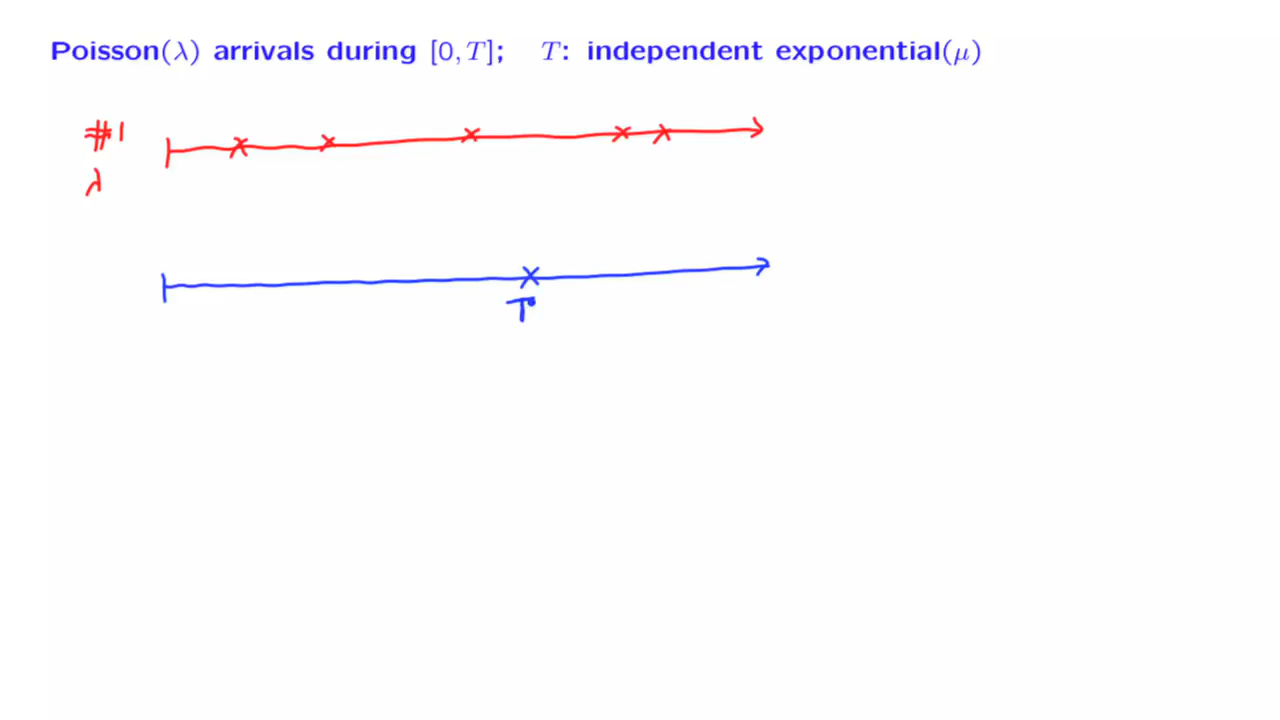 Poisson(λ) arrivals during [0, T]; T: independent exponential(μ)
#1
λ
T